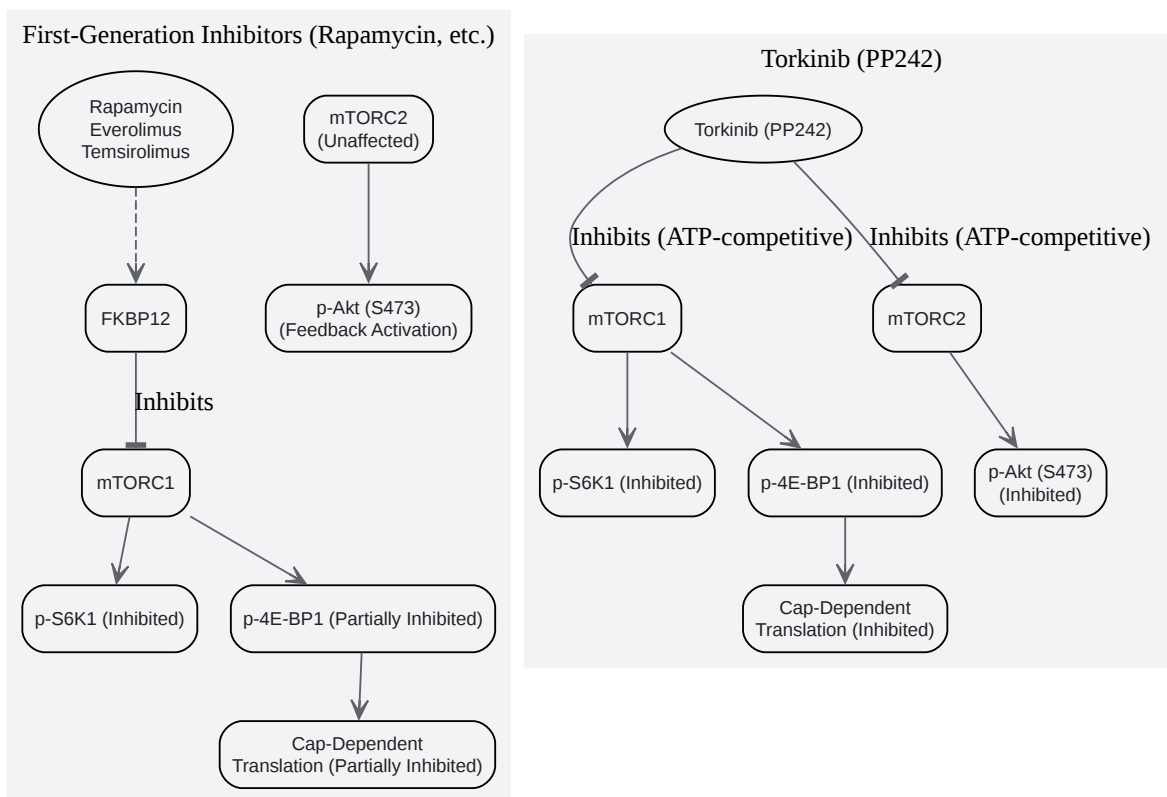 First-Generation Inhibitors (Rapamycin, etc.)
Rapamycin
Everolimus
Temsirolimus
mTORC2
(Unaffected)
FKBP12
p-Akt (S473)
(Feedback Activation)
Inhibits
mTORC1
p-S6K1 (Inhibited)
p-4E-BP1 (Partially Inhibited)
Cap-Dependent
Translation (Partially Inhibited)
Torkinib (PP242)
Torkinib (PP242)
Inhibits (ATP-competitive)
Inhibits (ATP-competitive)
mTORC1
mTORC2
p-S6K1 (Inhibited)
p-4E-BP1 (Inhibited)
p-Akt (S473)
(Inhibited)
Cap-Dependent
Translation (Inhibited)